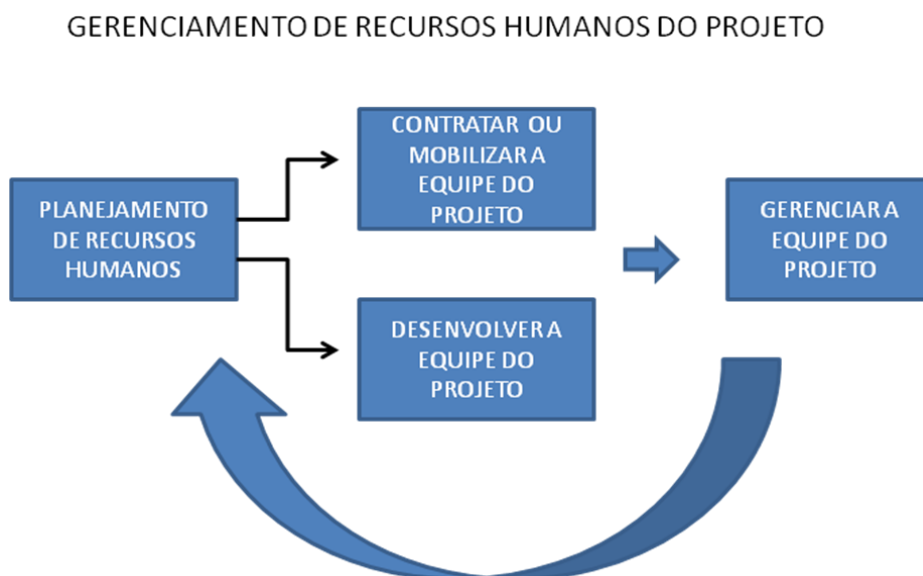 GERENCIAMENTO DE RECURSOS HUMANOS DO PROJETO
PLANEJAMENTO
DE RECURSOS
HUMANOS
CONTRATAR OU
MOBILIZAR A
EQUIPE DO
PROJETO
DESENVOLVER A
EQUIPE DO
PROJETO
GERENCIAR A
EQUIPE DO
PROJETO